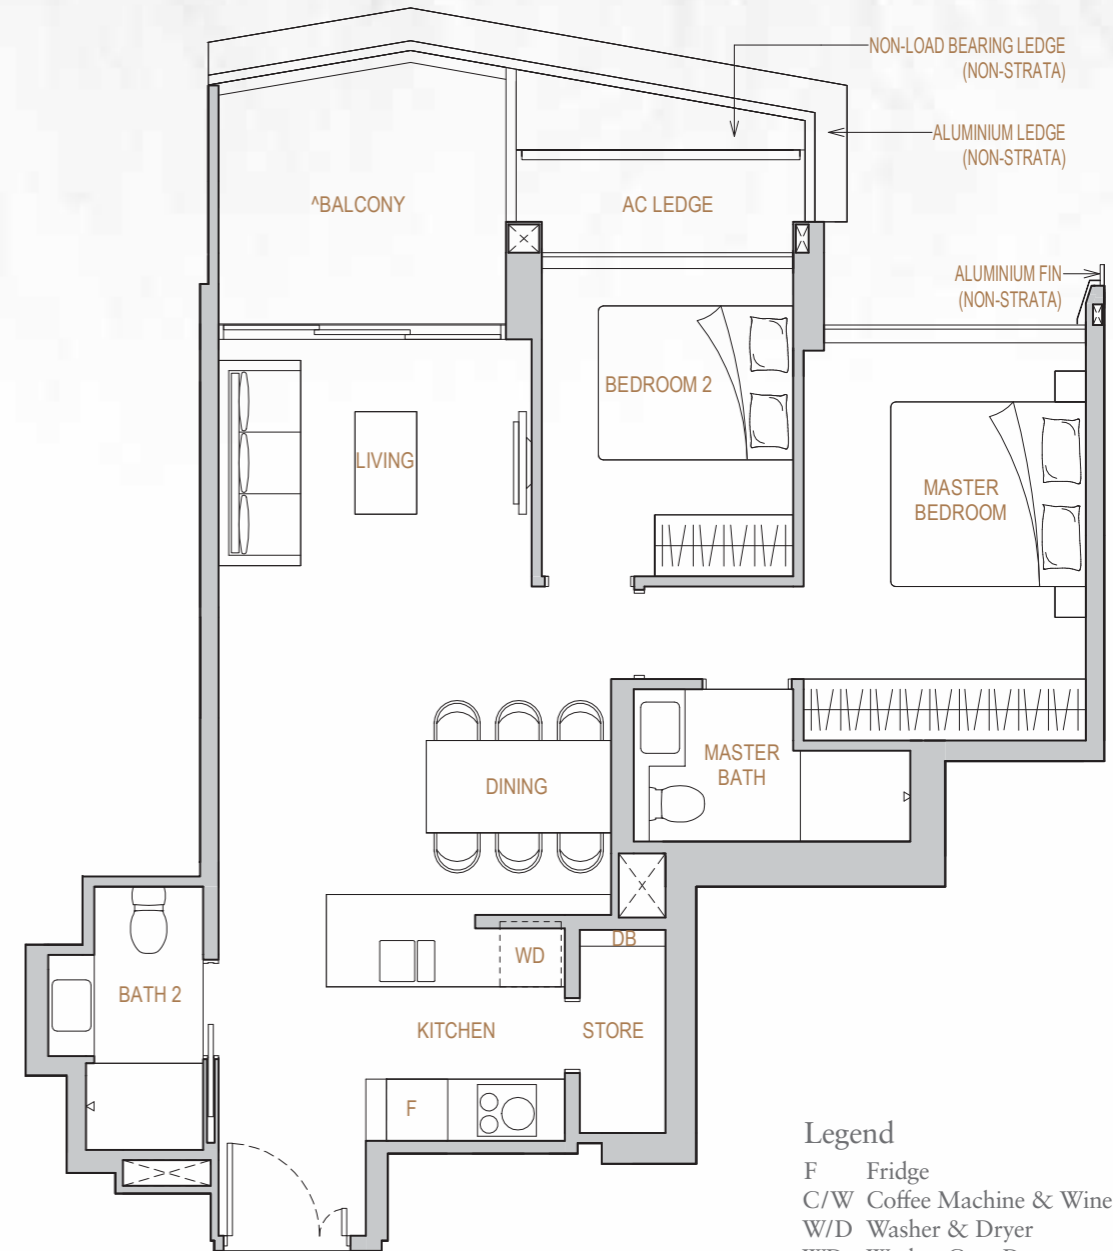 NON-LOAD BEARING LEDGE
(NON-STRATA)
ALUMINIUM LEDGE
(NON-STRATA)
^BALCONY
AC LEDGE
ALUMINIUM FIN
(NON-STRATA)
BEDROOM 2
LIVING
MASTER
BEDROOM
MASTER
BATH
DINING
DB
WD
BATH 2
KITCHEN
STORE
F
Legend
F Fridge
C/W Coffee Machine & Wine
W/D Washer & Dryer